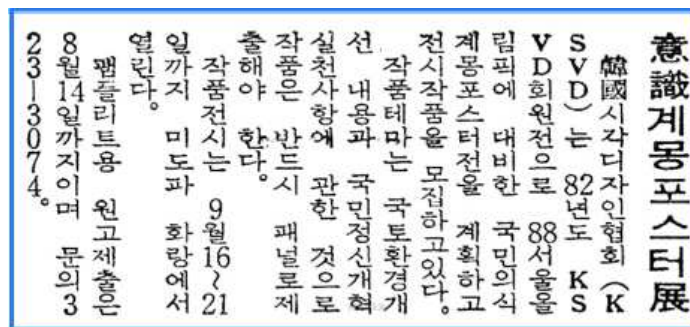 意識계몽포스터展
韓國시각디자인협회 (K
SVD)는 82년도 KS
VD회원전으로 88서울올
림픽에 대비한 국민의식
계몽포스터전을 계획하고
전시작품을 모집하고있다.
작품테마는 국토환경개
선 내용과 국민정신개혁
실천사항에 관한 것으로
작품은 반드시 패널로제
출해야 한다.
작품전시는 9월16~21
일까지 미도파 화랑에서
열린다.
팸플리트용 원고제출은
8월14일까지이며 문의3
23-3074。